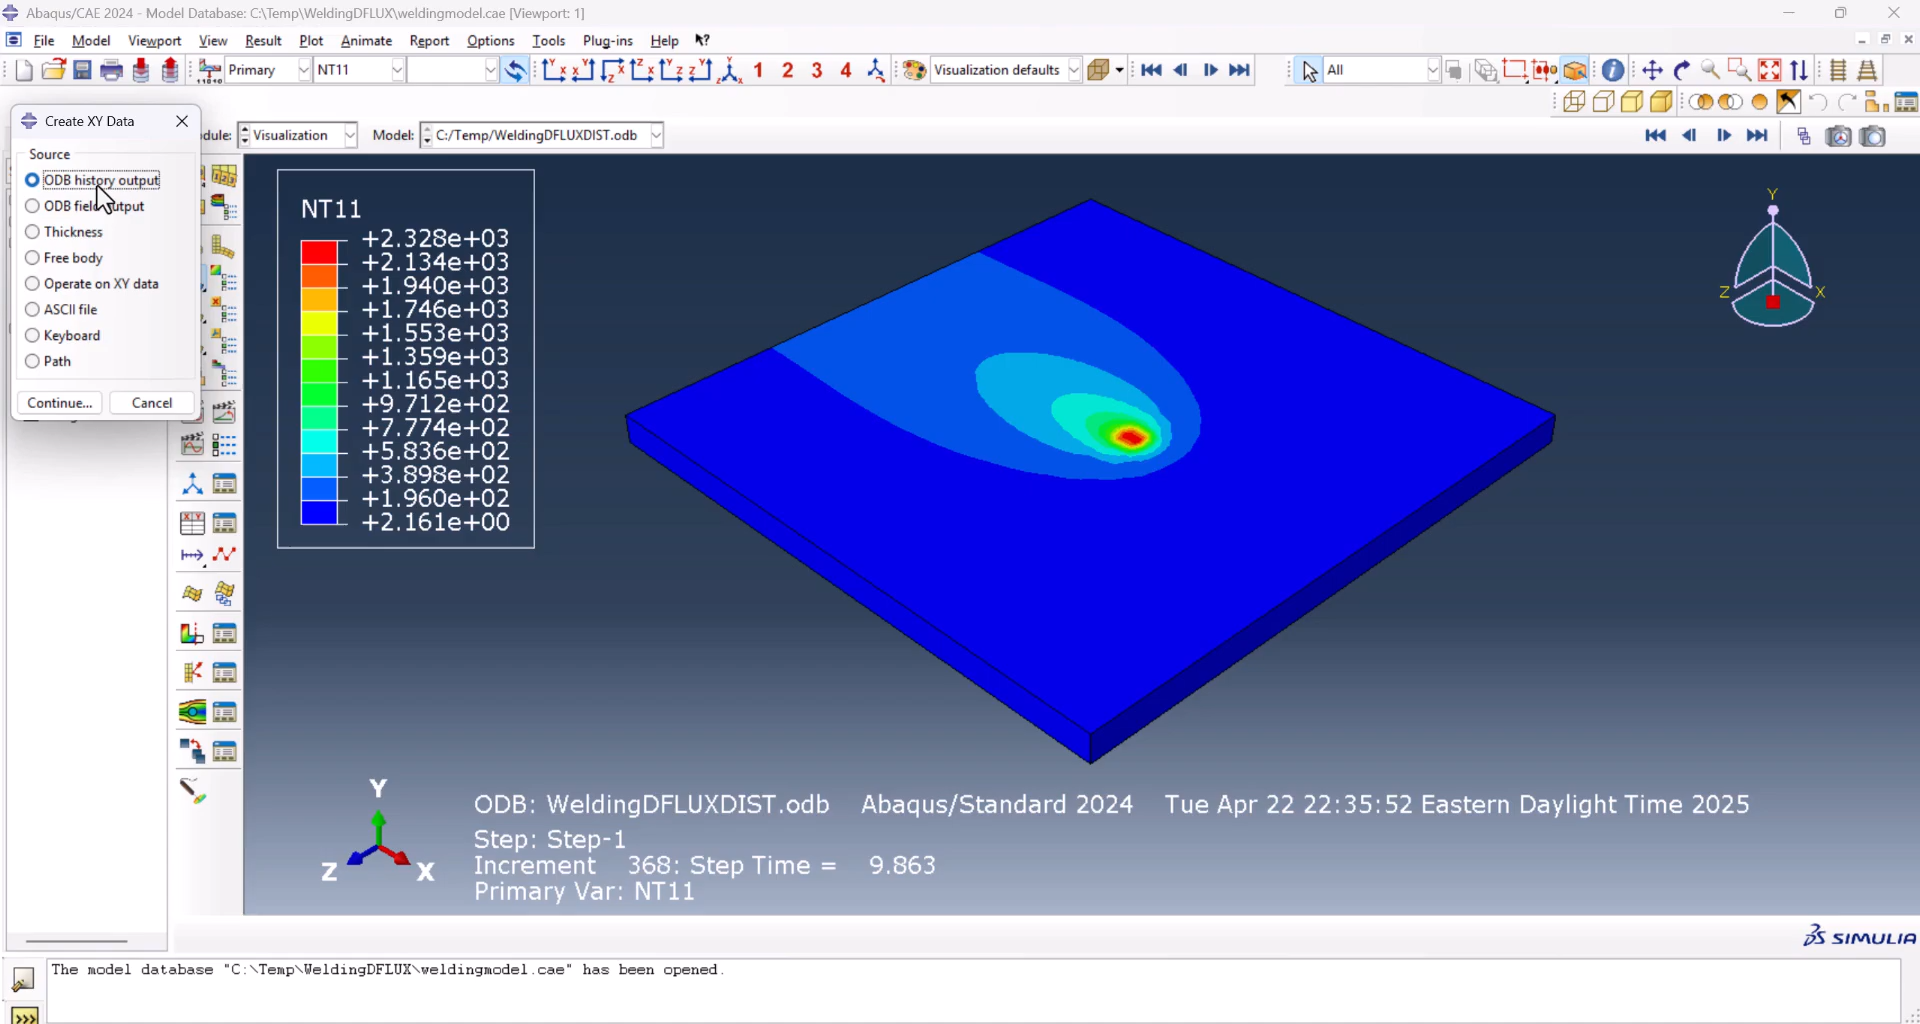 Abaqus/CAE 2024 - Model Database: C:\Temp\WeldingDFLUX\weldingmodel.cae [Viewport: 1]
File Model Viewport View Result Plot Animate Report Options Tools Plug-ins Help
Primary NT11 1 2 3 4 Visualization defaults All
Create XY Data
dule: Visualization Model: C:/Temp/WeldingDFLUXDIST.odb
Source
ODB history output
ODB field output
Thickness
Free body
Operate on XY data
ASCII file
Keyboard
Path
Continue... Cancel
NT11
+2.328e+03
+2.134e+03
+1.940e+03
+1.746e+03
+1.553e+03
+1.359e+03
+1.165e+03
+9.712e+02
+7.774e+02
+5.836e+02
+3.898e+02
+1.960e+02
+2.161e+00
Y
Z X
Y
Z X
ODB: WeldingDFLUXDIST.odb Abaqus/Standard 2024 Tue Apr 22 22:35:52 Eastern Daylight Time 2025
Step: Step-1
Increment 368: Step Time = 9.863
Primary Var: NT11
SIMULIA
The model database "C:\Temp\WeldingDFLUX\weldingmodel.cae" has been opened.
>>>